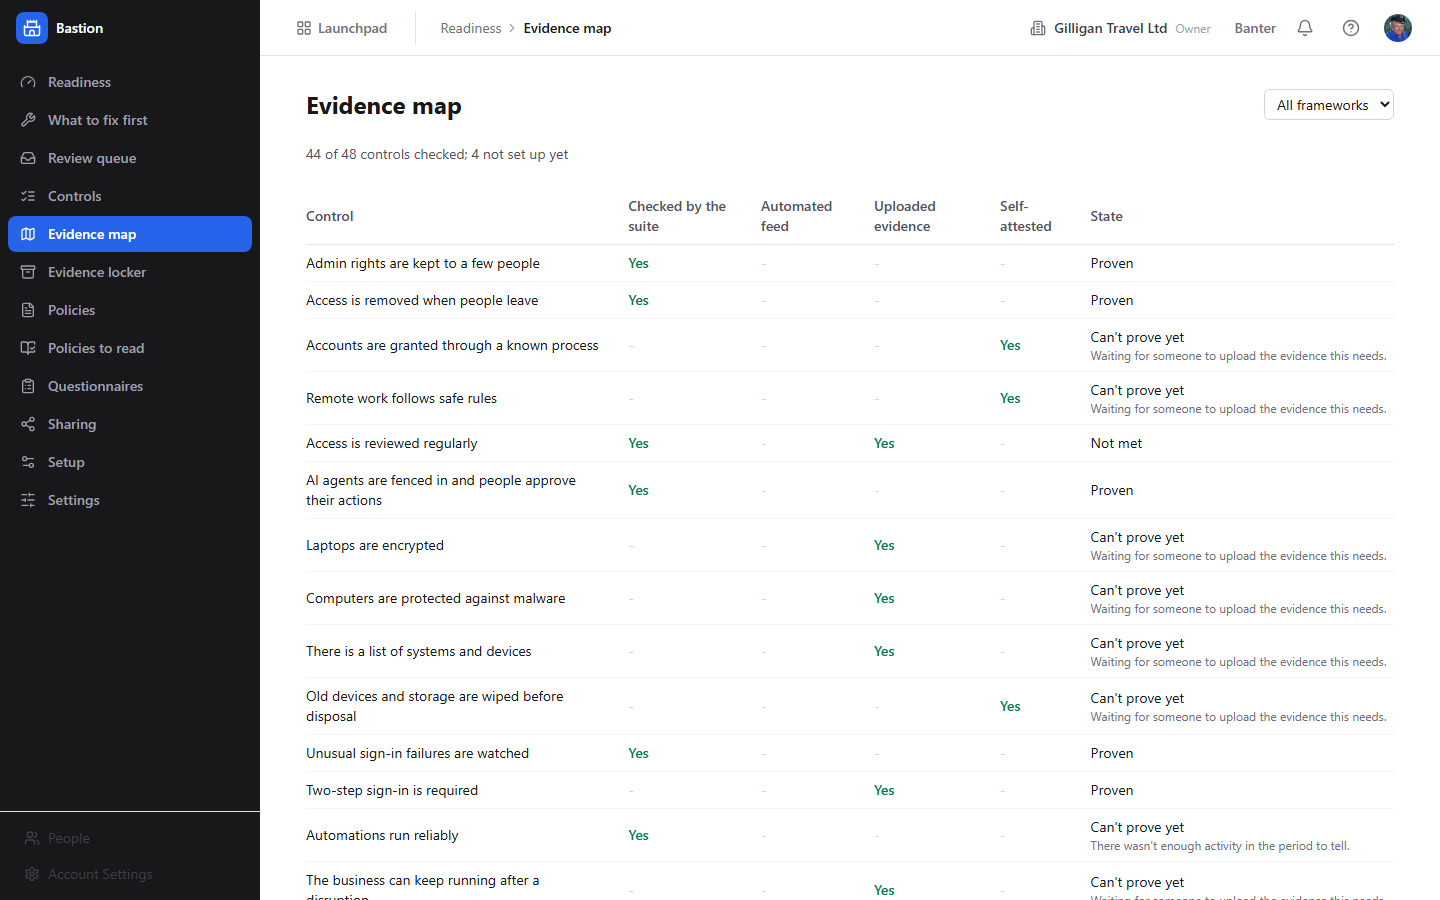 Bastion
Launchpad
Readiness > Evidence map
Gilligan Travel Ltd Owner
Banter
Readiness
What to fix first
Review queue
Controls
Evidence map
Evidence locker
Policies
Policies to read
Questionnaires
Sharing
Setup
Settings
People
Account Settings
Evidence map
All frameworks
44 of 48 controls checked; 4 not set up yet
Control
Checked by the
suite
Automated
feed
Uploaded
evidence
Self-
attested
State
Admin rights are kept to a few people Yes - - - Proven
Access is removed when people leave Yes - - - Proven
Accounts are granted through a known process - - - Yes Can't prove yet
Waiting for someone to upload the evidence this needs.
Remote work follows safe rules - - - Yes Can't prove yet
Waiting for someone to upload the evidence this needs.
Access is reviewed regularly Yes - Yes - Not met
AI agents are fenced in and people approve
their actions Yes - - - Proven
Laptops are encrypted - - Yes - Can't prove yet
Waiting for someone to upload the evidence this needs.
Computers are protected against malware - - Yes - Can't prove yet
Waiting for someone to upload the evidence this needs.
There is a list of systems and devices - - Yes - Can't prove yet
Waiting for someone to upload the evidence this needs.
Old devices and storage are wiped before
disposal - - - Yes Can't prove yet
Waiting for someone to upload the evidence this needs.
Unusual sign-in failures are watched Yes - - - Proven
Two-step sign-in is required - - Yes - Proven
Automations run reliably Yes - - - Can't prove yet
There wasn't enough activity in the period to tell.
The business can keep running after a
disruption - - Yes - Can't prove yet
Waiting for someone to upload the evidence this needs.